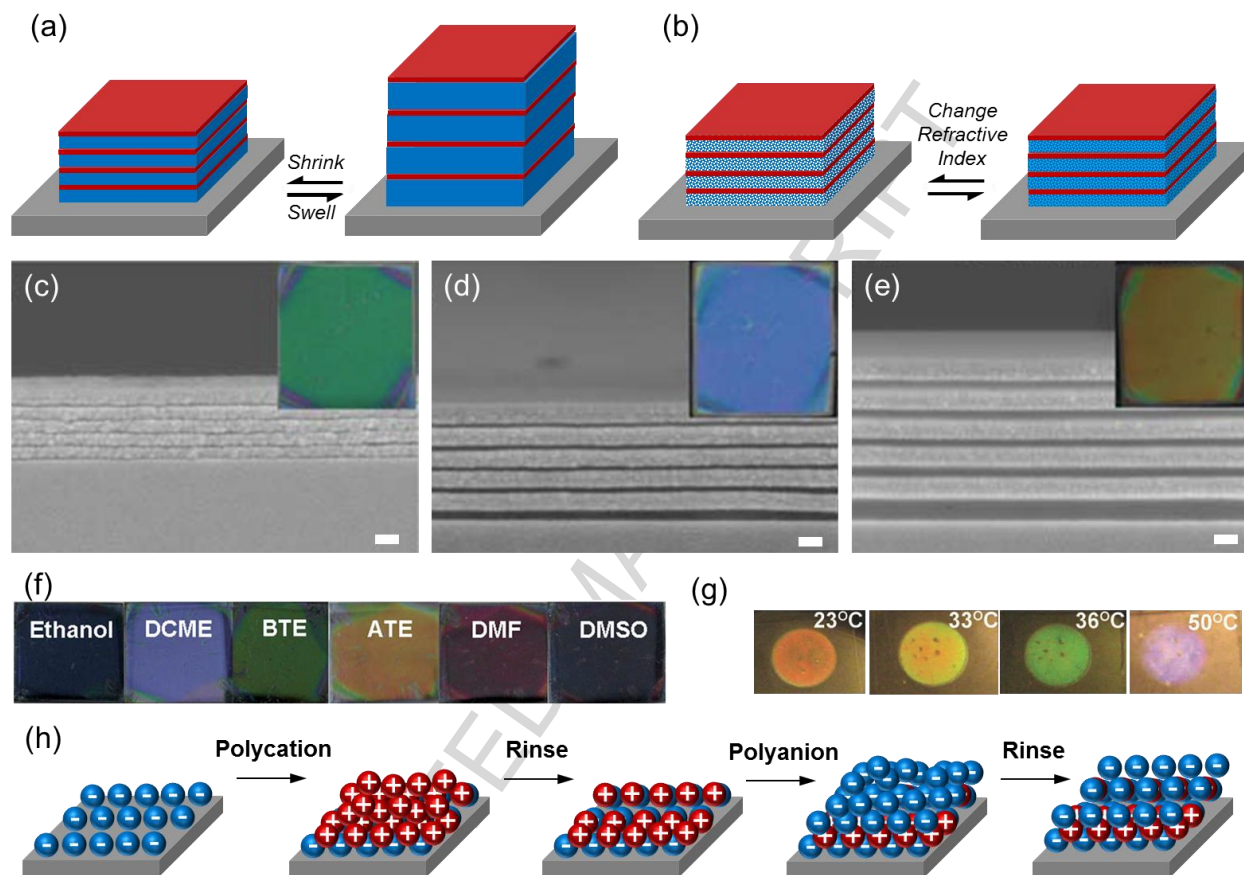 (a)
(b)
Shrink
Swell
Change
Refractive
Index
(c)
(d)
(e)
(f)
Ethanol
DCME
BTE
ATE
DMF
DMSO
(g)
23°C
33°C
36°C
50°C
(h)
Polycation
Rinse
Polyanion
Rinse